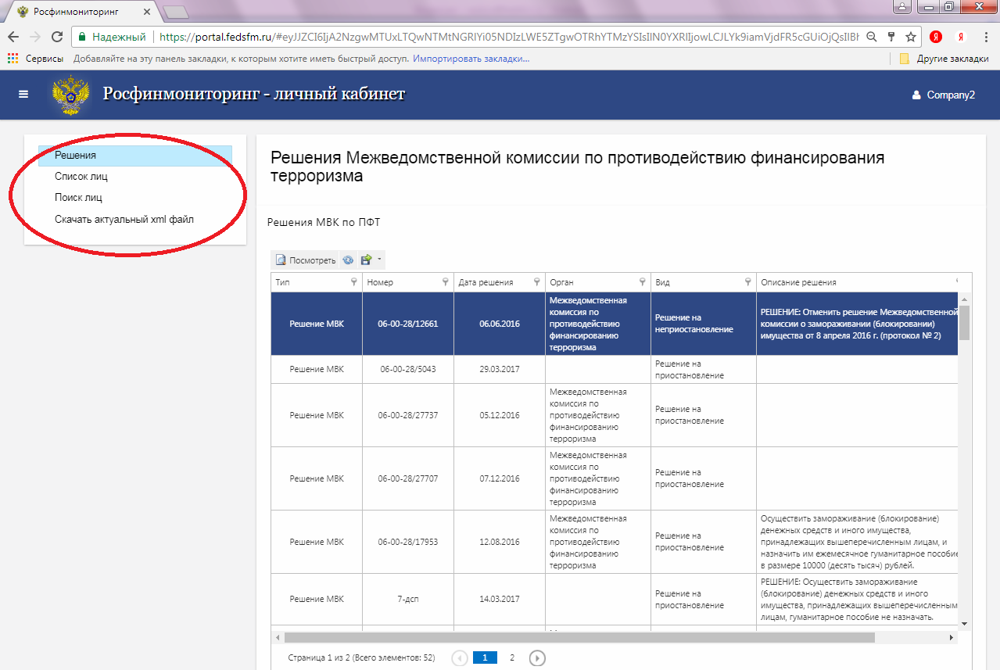 Росфинмониторинг
Надежный
https://portal.fedsfm.ru/#eyJJZCI6IjA2NzgwMTUxLTQwNTMtNGRlYi05NDIzLWE5ZTgwOTRhYTMzYSIsIlN0YXRlIjowLCJLYk9iamVjdFR5cGUiOjQsIlBl
Сервисы
Добавляйте на эту панель закладки, к которым хотите иметь быстрый доступ. Импортировать закладки...
Другие закладки
Росфинмониторинг - личный кабинет
Company2
Решения
Список лиц
Поиск лиц
Скачать актуальный xml файл
Решения Межведомственной комиссии по противодействию финансирования
терроризма
Решения МВК по ПФТ
Посмотреть
Тип Номер Дата решения Орган Вид Описание решения
Решение МВК
06-00-28/12661
06.06.2016
Межведомственная
комиссия по
противодействию
финансированию
терроризма
Решение на
неприостановление
РЕШЕНИЕ: Отменить решение Межведомственной
комиссии о замораживании (блокировании)
имущества от 8 апреля 2016 г. (протокол № 2)
Решение МВК
06-00-28/5043
29.03.2017
Решение на
приостановление
Решение МВК
06-00-28/27737
05.12.2016
Межведомственная
комиссия по
противодействию
финансированию
терроризма
Решение на
приостановление
Решение МВК
06-00-28/27707
07.12.2016
Межведомственная
комиссия по
противодействию
финансированию
терроризма
Решение на
приостановление
Решение МВК
06-00-28/17953
12.08.2016
Межведомственная
комиссия по
противодействию
финансированию
терроризма
Решение на
приостановление
Осуществить замораживание (блокирование)
денежных средств и иного имущества,
принадлежащих вышеперечисленным лицам, и
назначить им ежемесячное гуманитарное пособие
в размере 10000 (десять тысяч) рублей.
Решение МВК
7-дсп
14.03.2017
Решение на
приостановление
РЕШЕНИЕ: Осуществить замораживание
(блокирование) денежных средств и иного
имущества, принадлежащих вышеперечисленным
лицам, гуманитарное пособие не назначать.
Страница 1 из 2 (Всего элементов: 52)
1
2